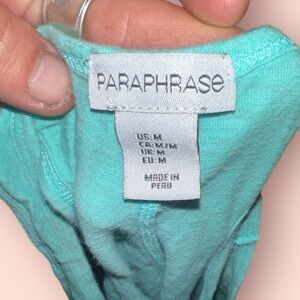 PARAPHRASE
US: M
CA: M/M
UK: M
EU: M
MADE IN
PERU